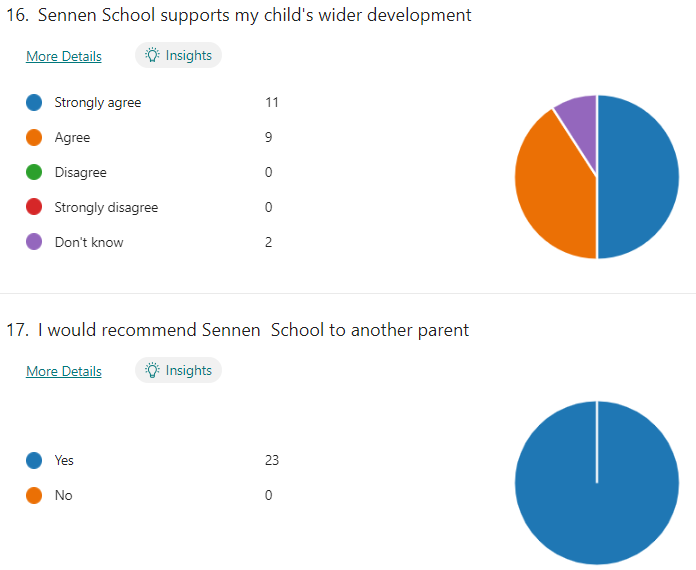 16. Sennen School supports my child's wider development
More Details Insights
Strongly agree 11
Agree 9
Disagree 0
Strongly disagree 0
Don't know 2
17. I would recommend Sennen  School to another parent
More Details Insights
Yes 23
No 0